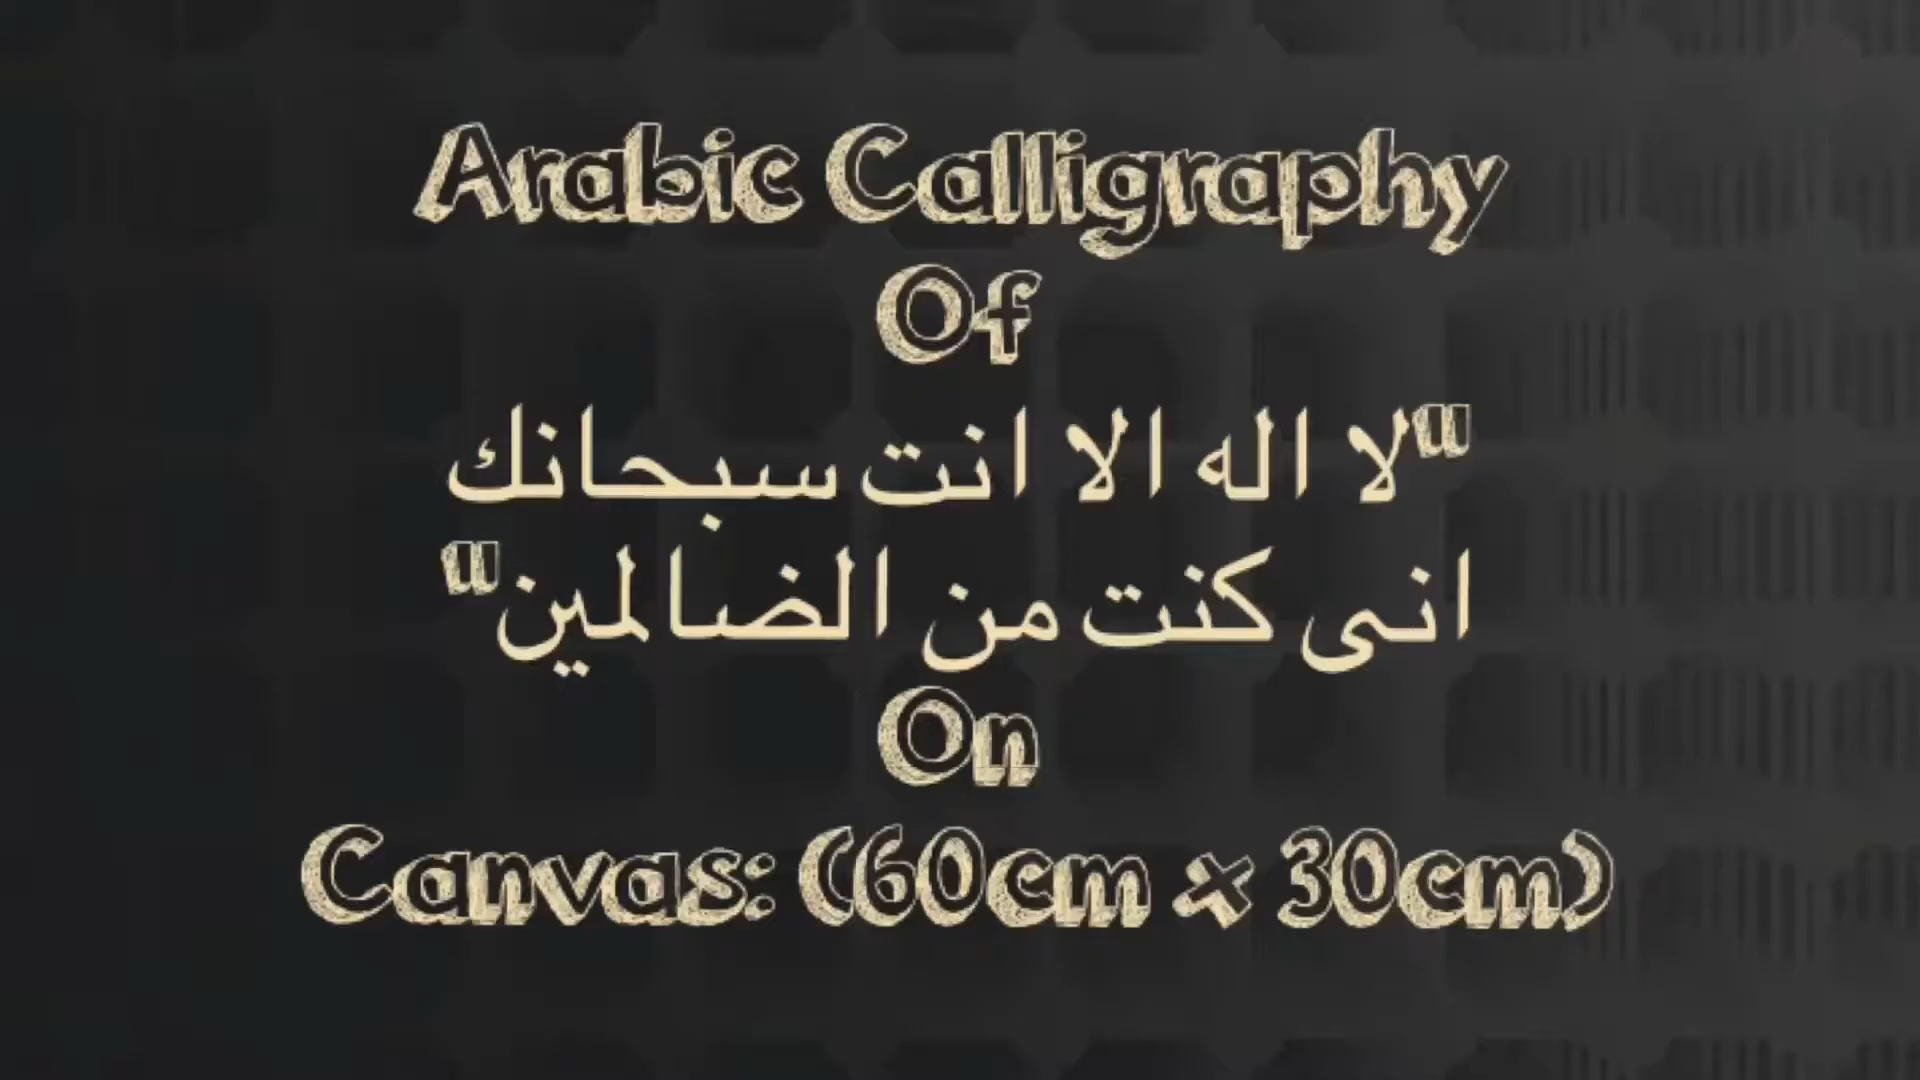 Arabic Calligraphy
Of
"لا اله الا انت سبحانك
انى كنت من الضالمين"
On
Canvas: (60cm x 30cm)